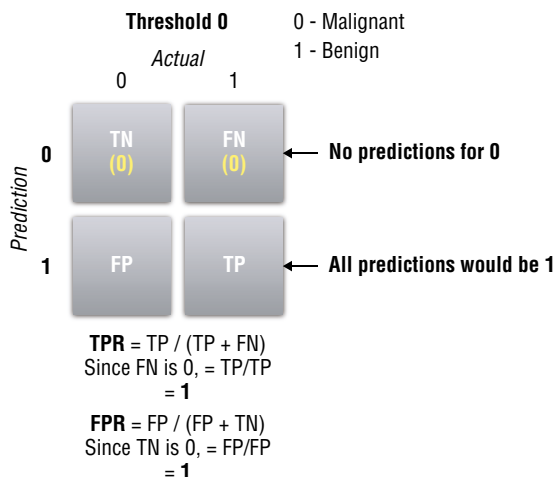 Threshold 0
0 - Malignant
1 - Benign
Actual
0 1
Prediction
0
TN
(0)
FN
(0)
No predictions for 0
1
FP
TP
All predictions would be 1
TPR = TP / (TP + FN)
Since FN is 0, = TP/TP
= 1
FPR = FP / (FP + TN)
Since TN is 0, = FP/FP
= 1